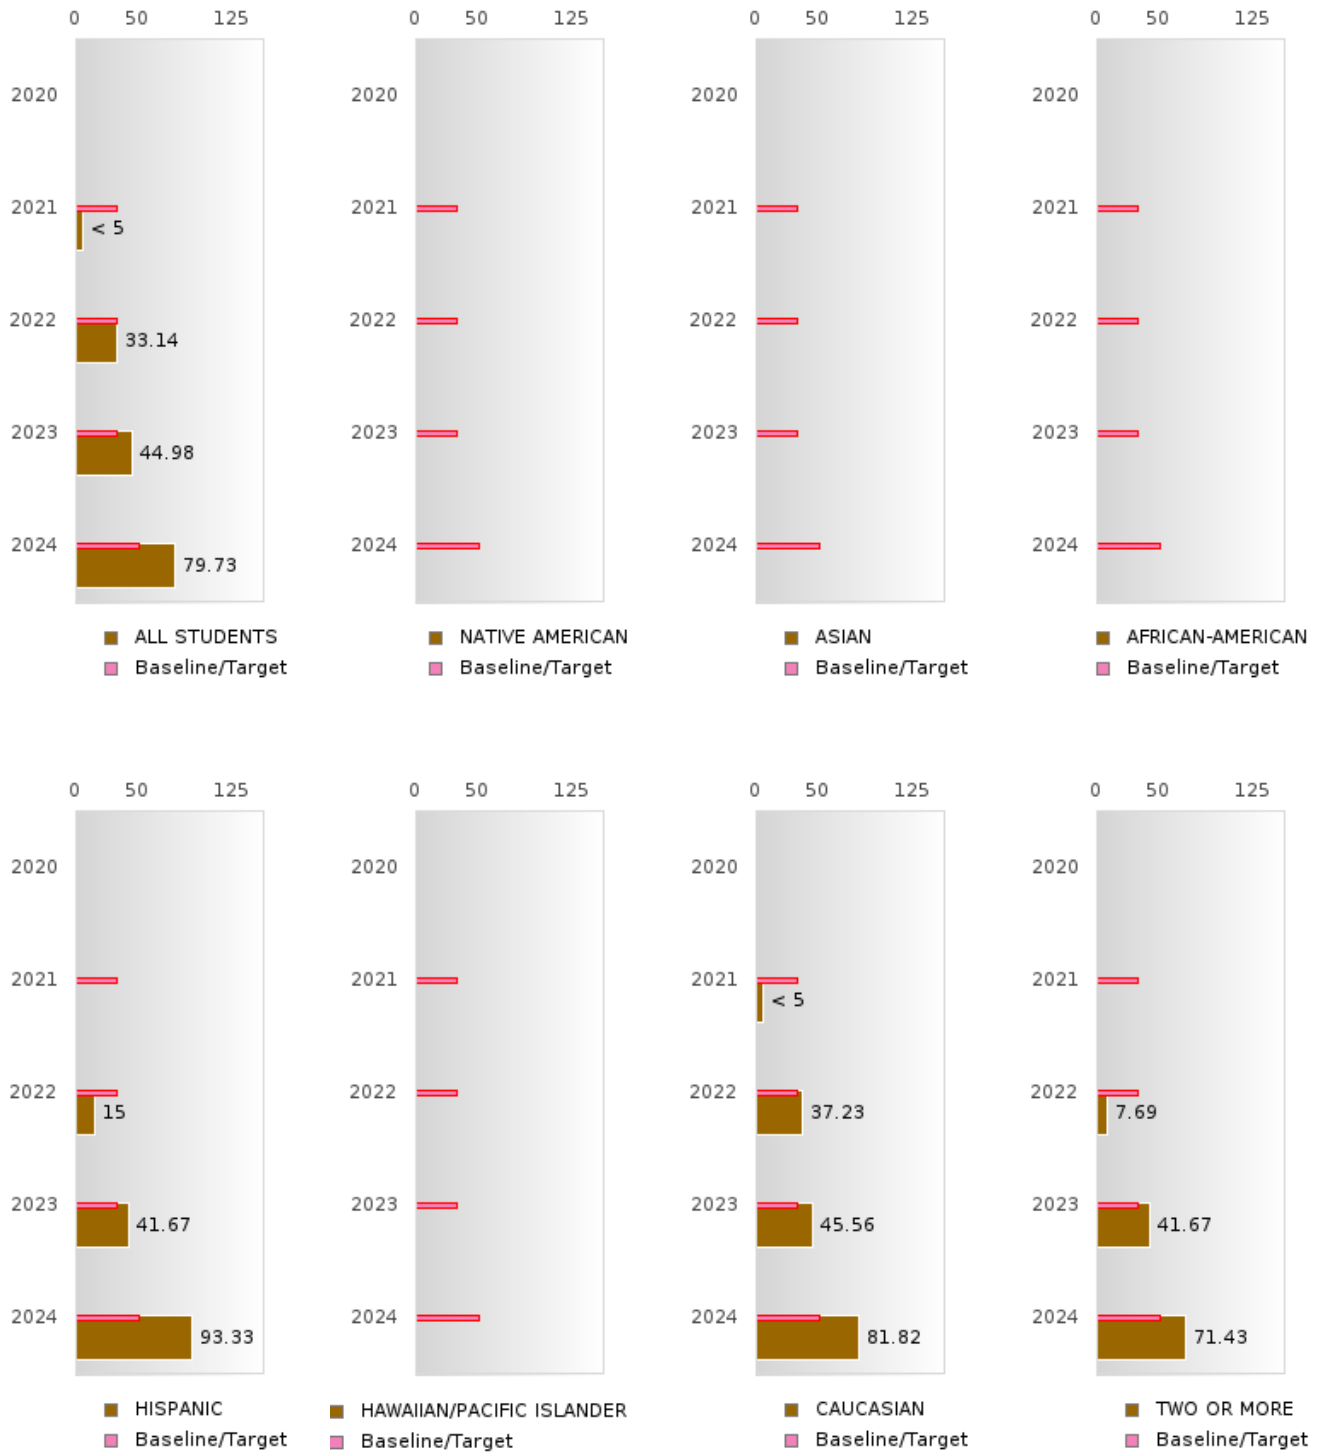 0 50 125 0 50 125 0 50 125 0 50 125
2020 2020 2020 2020
2021 2021 2021 2021
< 5
2022 2022 2022 2022
33.14
2023 2023 2023 2023
44.98
2024 2024 2024 2024
79.73
ALL STUDENTS NATIVE AMERICAN ASIAN AFRICAN-AMERICAN
Baseline/Target Baseline/Target Baseline/Target Baseline/Target
0 50 125 0 50 125 0 50 125 0 50 125
2020 2020 2020 2020
2021 2021 2021 2021
< 5
2022 2022 2022 2022
15 37.23 7.69
2023 2023 2023 2023
41.67 45.56 41.67
2024 2024 2024 2024
93.33 81.82 71.43
HISPANIC HAWAIIAN/PACIFIC ISLANDER CAUCASIAN TWO OR MORE
Baseline/Target Baseline/Target Baseline/Target Baseline/Target